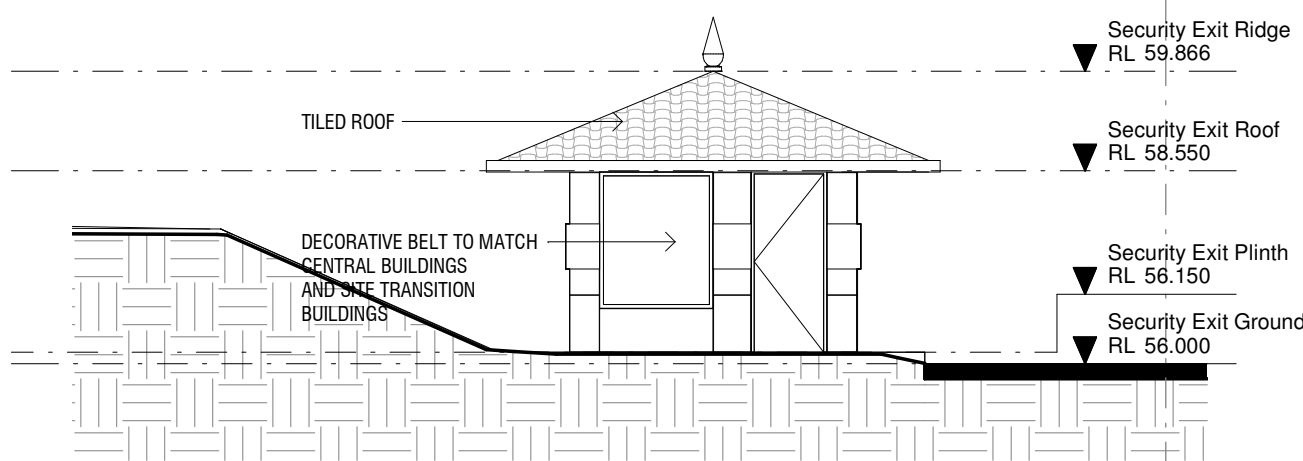 Security Exit Ridge
RL 59.866
TILED ROOF
Security Exit Roof
RL 58.550
DECORATIVE BELT TO MATCH
CENTRAL BUILDINGS
AND SITE TRANSITION
BUILDINGS
Security Exit Plinth
RL 56.150
Security Exit Ground
RL 56.000